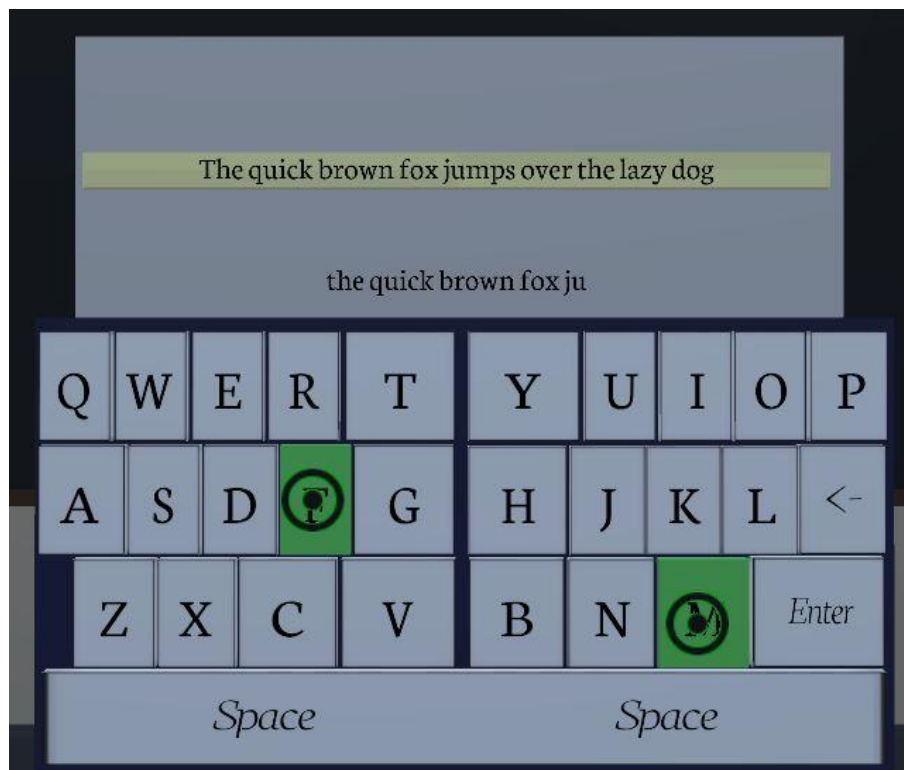 The quick brown fox jumps over the lazy dog
the quick brown fox ju
Q W E R T Y U I O P
A S D F G H J K L <-
Z X C V B N M Enter
Space Space